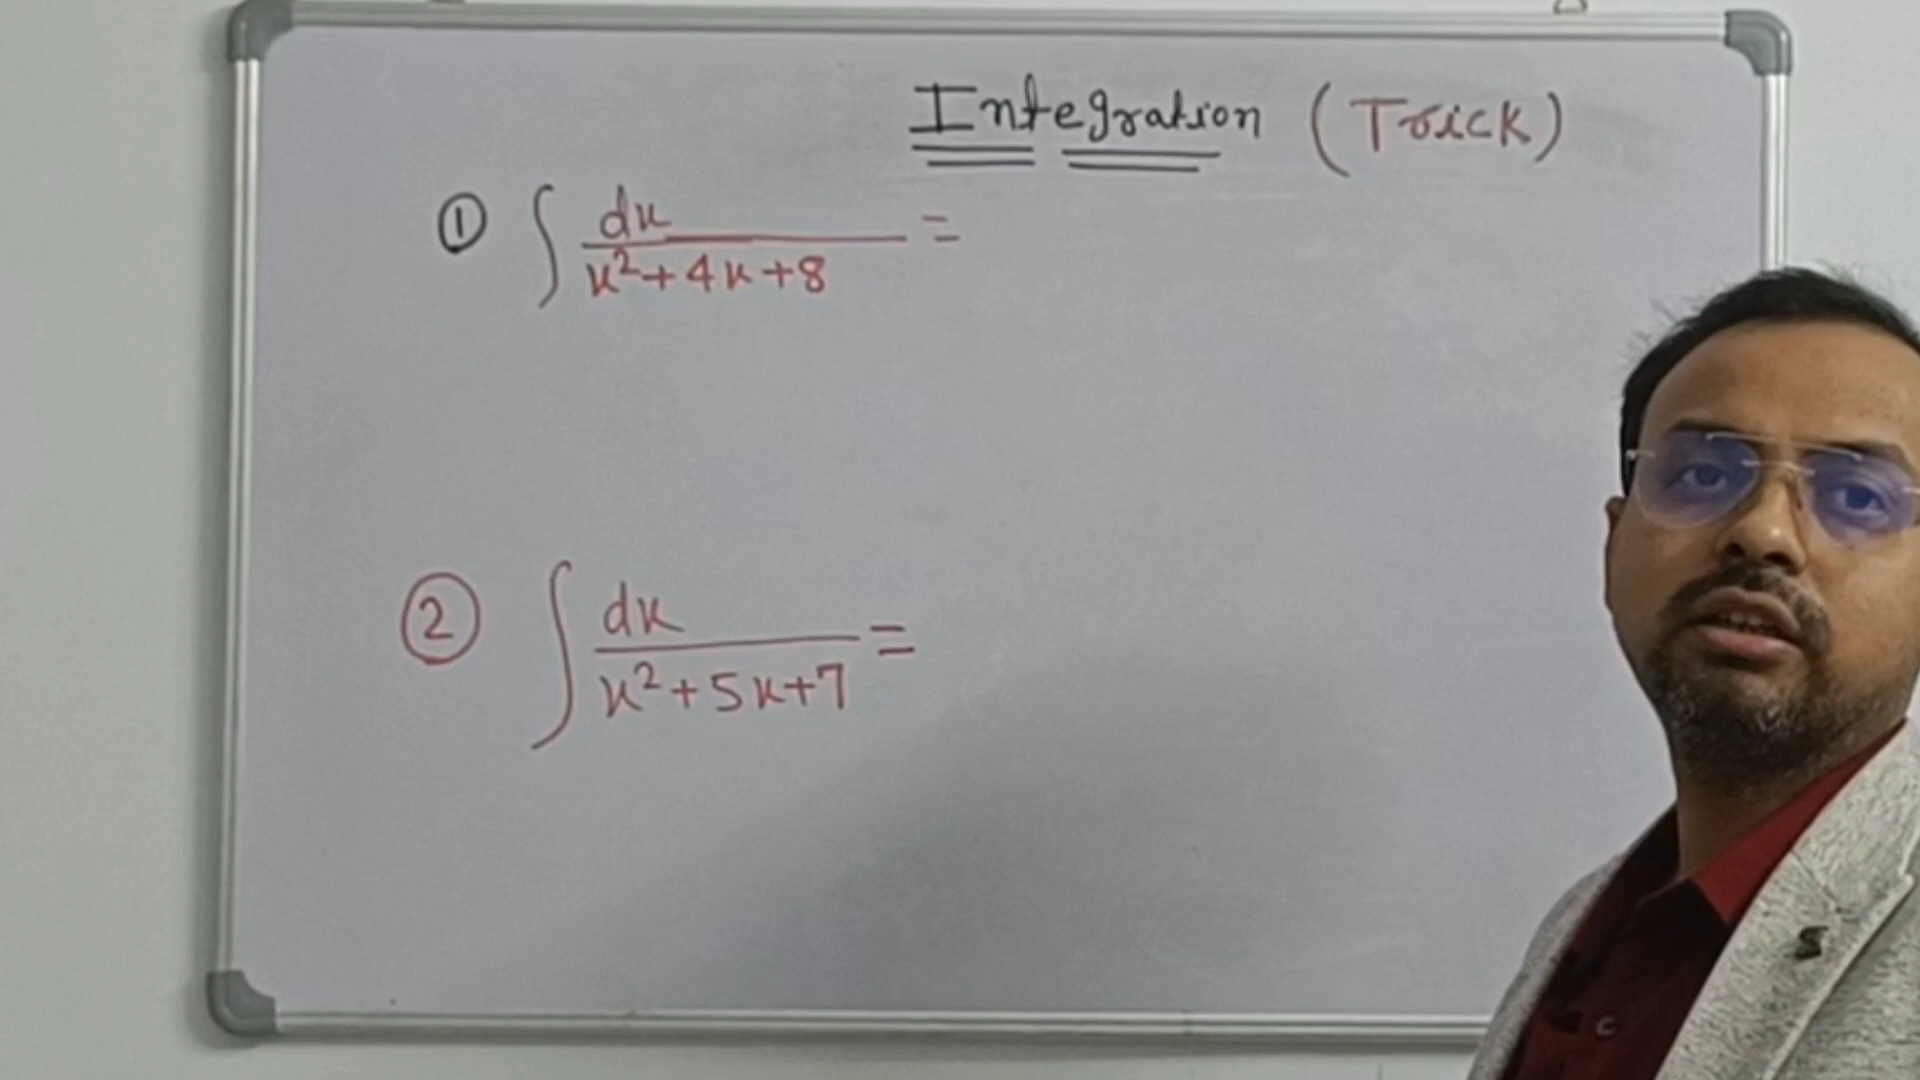 Integration (Trick)
① ∫ dx / x²+4x+8 =
② ∫ dx / x²+5x+7 =